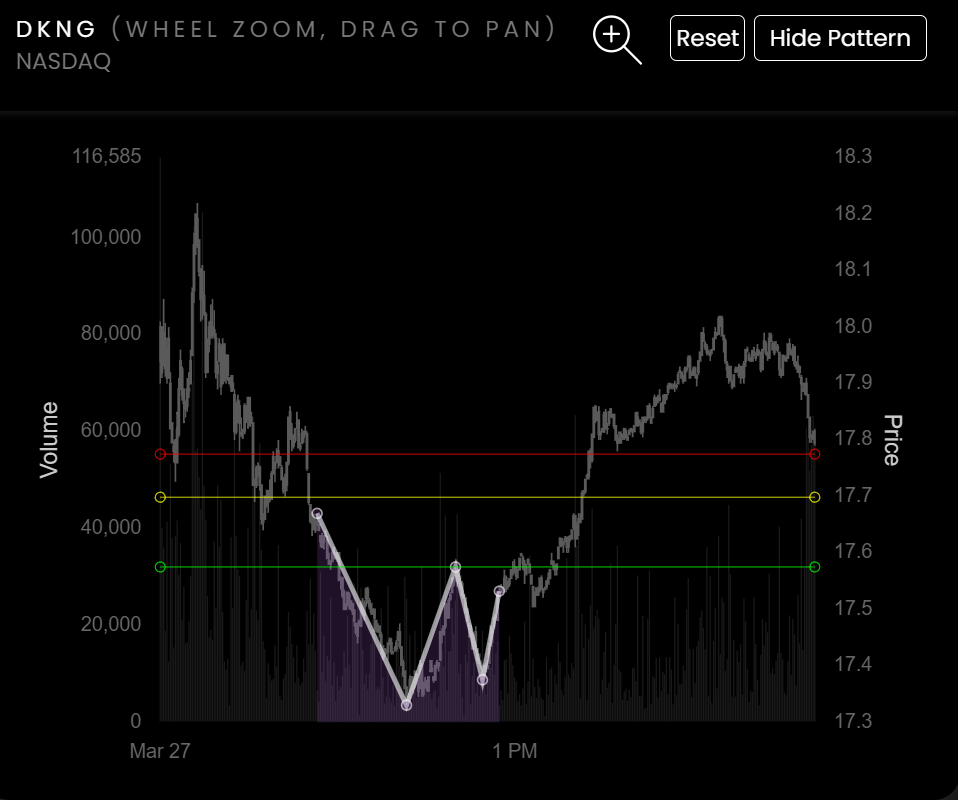 DKNG (WHEEL ZOOM, DRAG TO PAN)
NASDAQ
Reset
Hide Pattern
116,585
100,000
80,000
60,000
40,000
20,000
0
Volume
18.3
18.2
18.1
18.0
17.9
17.8
17.7
17.6
17.5
17.4
17.3
Price
Mar 27
1 PM